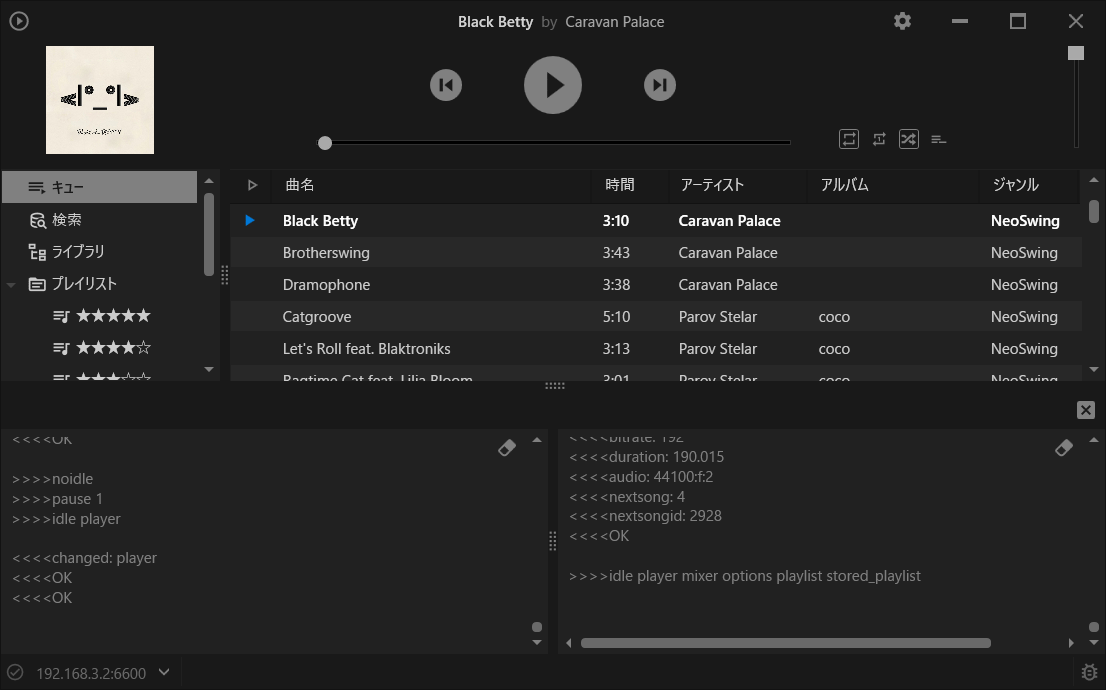 Black Betty by Caravan Palace
曲名 時間 アーティスト アルバム ジャンル
キュー
検索
ライブラリ
プレイリスト
★★★★★
★★★★☆
★★★☆☆
Black Betty 3:10 Caravan Palace NeoSwing
Brotherswing 3:43 Caravan Palace NeoSwing
Dramophone 3:38 Caravan Palace NeoSwing
Catgroove 5:10 Parov Stelar coco NeoSwing
Let's Roll feat. Blaktroniks 3:13 Parov Stelar coco NeoSwing
Ragtime Cat feat. Lilja Bloom 3:01 Parov Stelar coco NeoSwing
<<<<OK
>>>>noidle
>>>>pause 1
>>>>idle player
<<<<changed: player
<<<<OK
<<<<OK
<<<<bitrate: 192
<<<<duration: 190.015
<<<<audio: 44100:f:2
<<<<nextsong: 4
<<<<nextsongid: 2928
<<<<OK
>>>>idle player mixer options playlist stored_playlist
192.168.3.2:6600